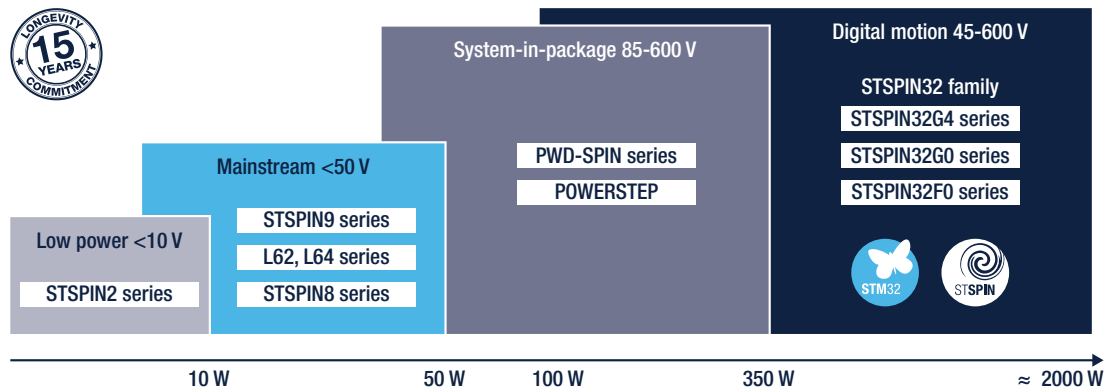 LONGEVITY
15
YEARS
COMMITMENT
System-in-package 85-600 V
Digital motion 45-600 V
STSPIN32 family
STSPIN32G4 series
STSPIN32G0 series
STSPIN32F0 series
PWD-SPIN series
POWERSTEP
Mainstream <50 V
STSPIN9 series
L62, L64 series
STSPIN8 series
Low power <10 V
STSPIN2 series
STM32
STSPIN
10 W
50 W
100 W
350 W
≈ 2000 W